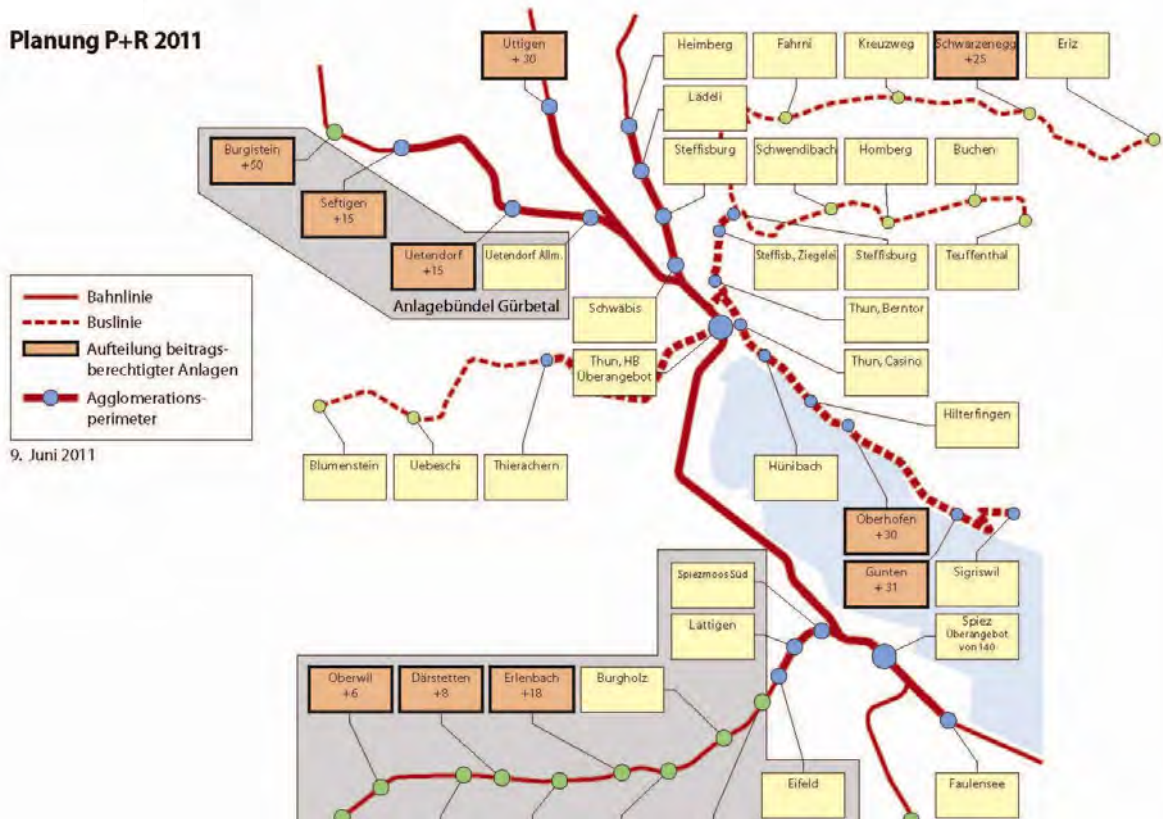 Planung P+R 2011
Uttigen
+ 30
Heimberg
Fahrni
Kreuzweg
Schwarzenegg
+25
Eriz
Lädeli
Burgistein
+50
Steffisburg
Schwendibach
Homberg
Buchen
Seftigen
+15
Uetendorf
+15
Uetendorf Allm.
Steffisb., Ziegelei
Steffisburg
Teuffenthal
Anlagebündel Gürbetal
Schwäbis
Thun, Berntor
Bahnlinie
Buslinie
Aufteilung beitrags-
berechtigter Anlagen
Agglomerations-
perimeter
9. Juni 2011
Thun, HB
Überangebot
Thun, Casino
Hilterfingen
Blumenstein
Uebeschi
Thierachern
Hünibach
Oberhofen
+30
Gunten
+ 31
Sigriswil
Spiezmoos Süd
Lattigen
Spiez
Überangebot
von 140
Oberwil
+6
Därstetten
+8
Erlenbach
+18
Burgholz
Eifeld
Faulensee